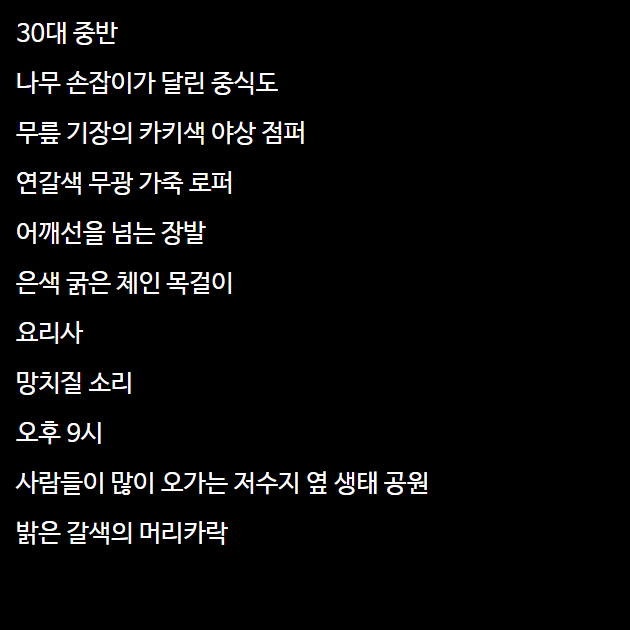 30대 중반
나무 손잡이가 달린 중식도
무릎 기장의 카키색 야상 점퍼
연갈색 무광 가죽 로퍼
어깨선을 넘는 장발
은색 굵은 체인 목걸이
요리사
망치질 소리
오후 9시
사람들이 많이 오가는 저수지 옆 생태 공원
밝은 갈색의 머리카락